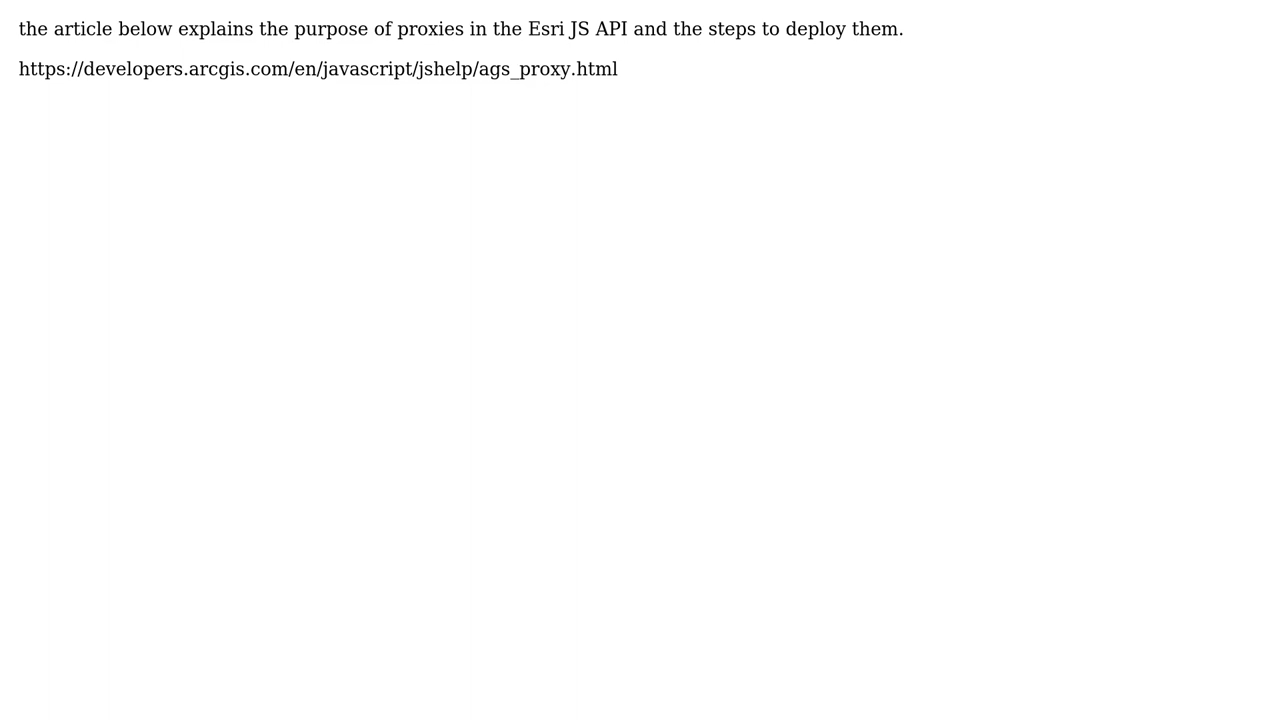 the article below explains the purpose of proxies in the Esri JS API and the steps to deploy them.
https://developers.arcgis.com/en/javascript/jshelp/ags_proxy.html